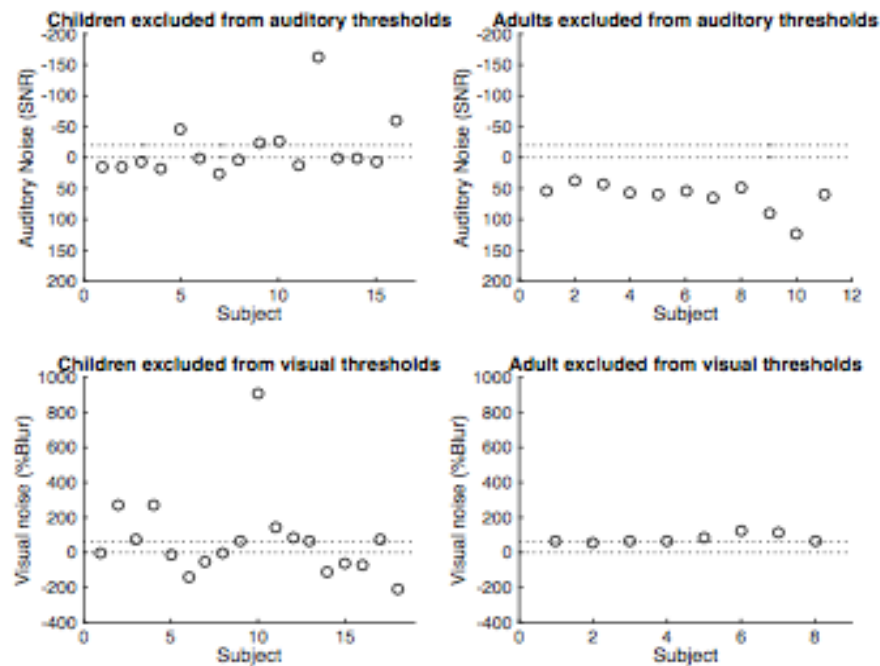 Children excluded from auditory thresholds
-200
-150
-100
-50
0
50
100
150
200
Auditory Noise (SNR)
0 5 10 15
Subject
Adults excluded from auditory thresholds
-200
-150
-100
-50
0
50
100
150
200
Auditory Noise (SNR)
0 2 4 6 8 10 12
Subject
Children excluded from visual thresholds
1000
800
600
400
200
0
-200
-400
Visual noise (%Blur)
0 5 10 15
Subject
Adult excluded from visual thresholds
1000
800
600
400
200
0
-200
-400
Visual noise (%Blur)
0 2 4 6 8
Subject